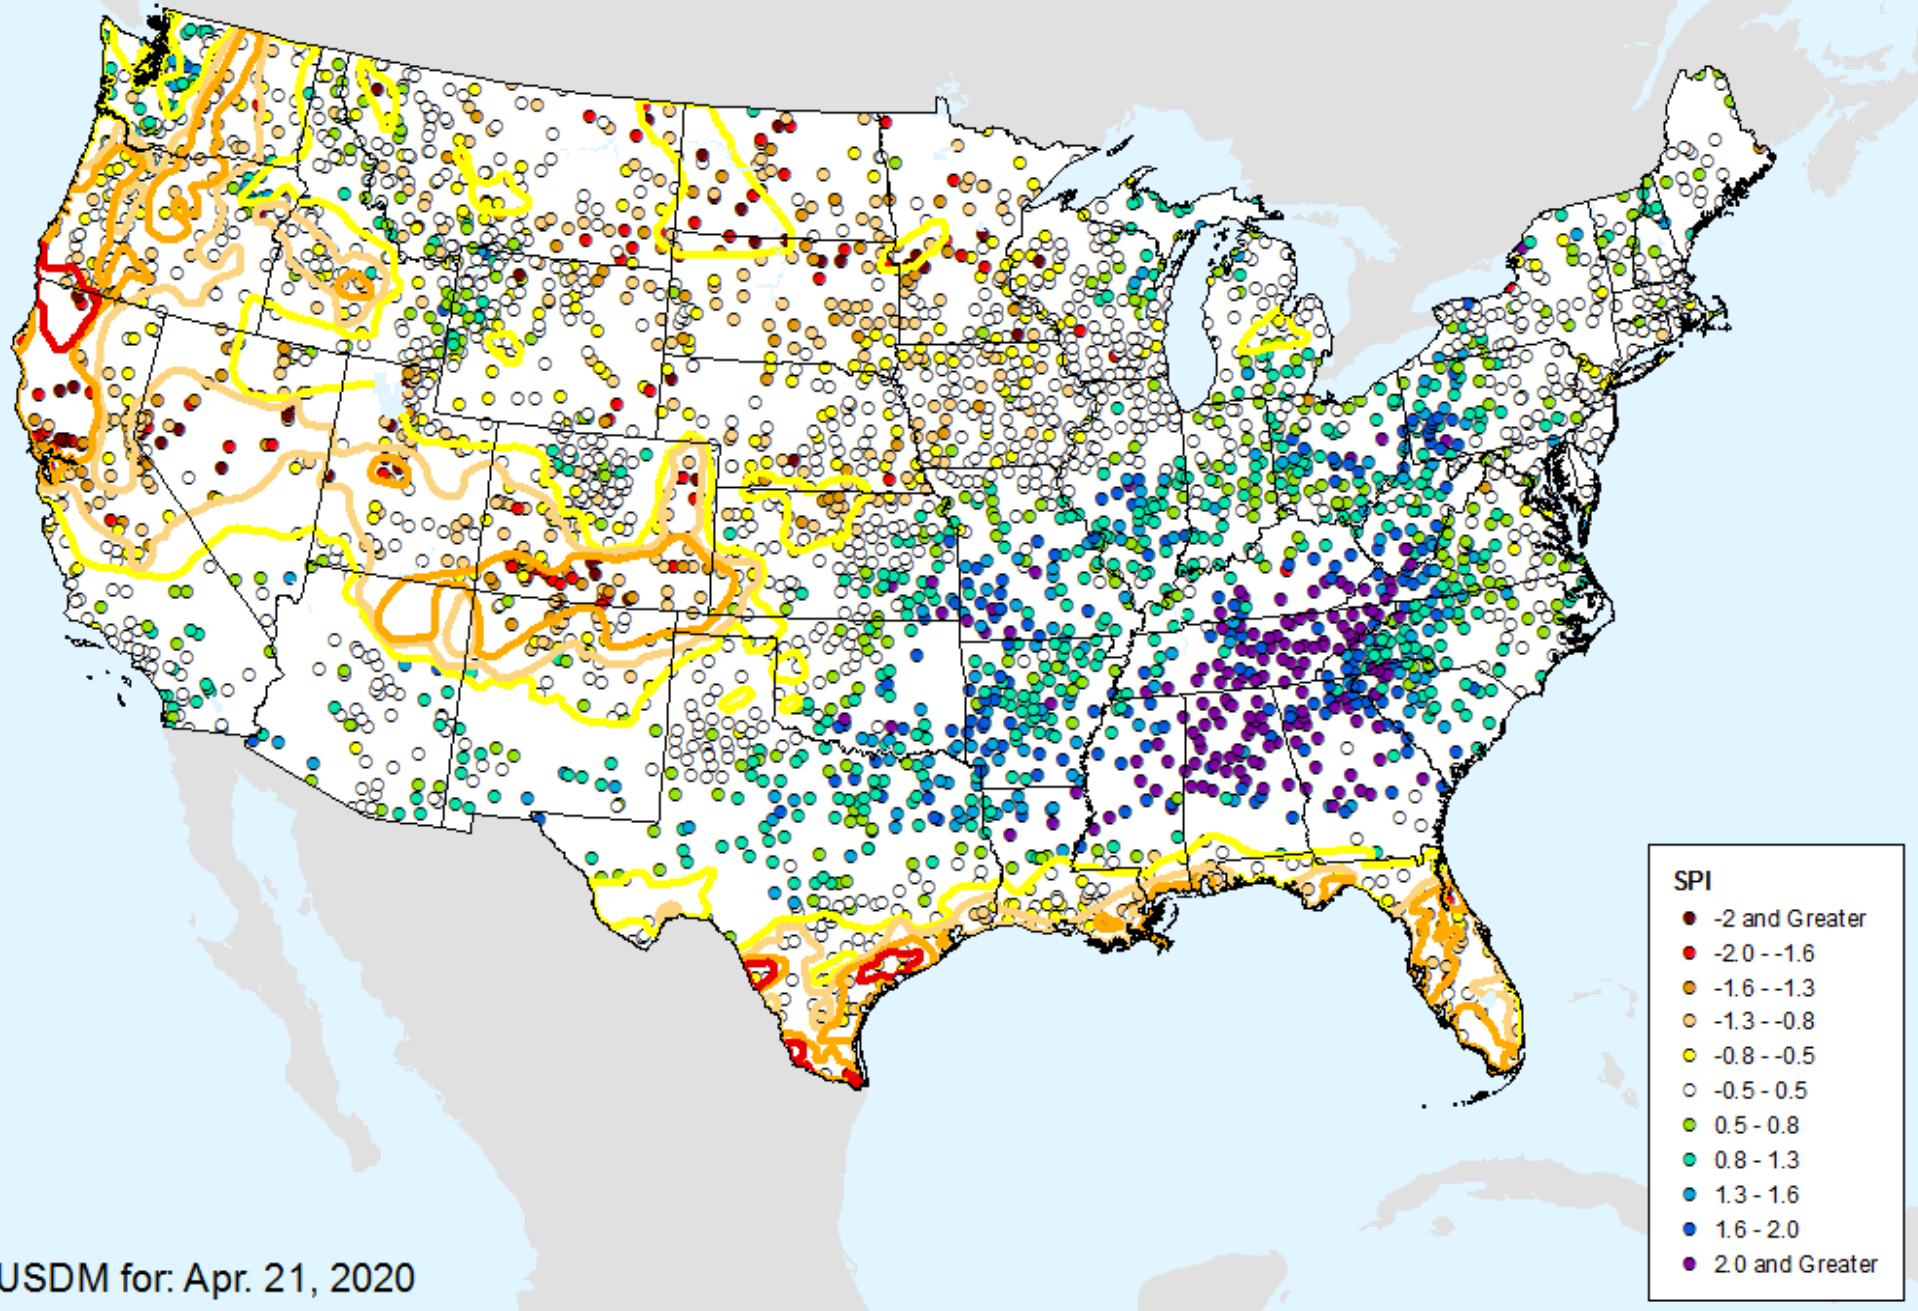 SPI
-2 and Greater
-2.0 - -1.6
-1.6 - -1.3
-1.3 - -0.8
-0.8 - -0.5
-0.5 - 0.5
0.5 - 0.8
0.8 - 1.3
1.3 - 1.6
1.6 - 2.0
2.0 and Greater
USDM for: Apr. 21, 2020